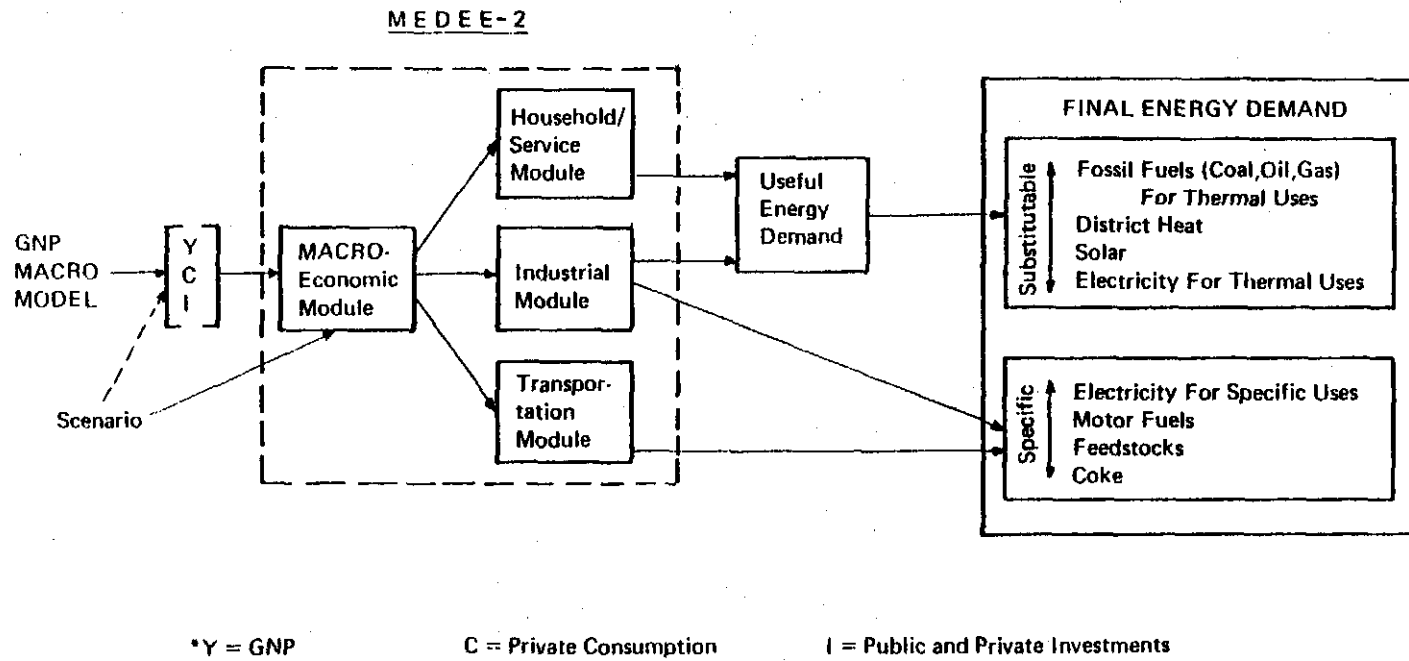 MEDEE-2
GNP
MACRO
MODEL
Y
C
I
Scenario
MACRO-
Economic
Module
Household/
Service
Module
Industrial
Module
Transpor-
tation
Module
Useful
Energy
Demand
FINAL ENERGY DEMAND
Substitutable
Fossil Fuels (Coal,Oil,Gas)
For Thermal Uses
District Heat
Solar
Electricity For Thermal Uses
Specific
Electricity For Specific Uses
Motor Fuels
Feedstocks
Coke
*Y = GNP
C = Private Consumption
I = Public and Private Investments